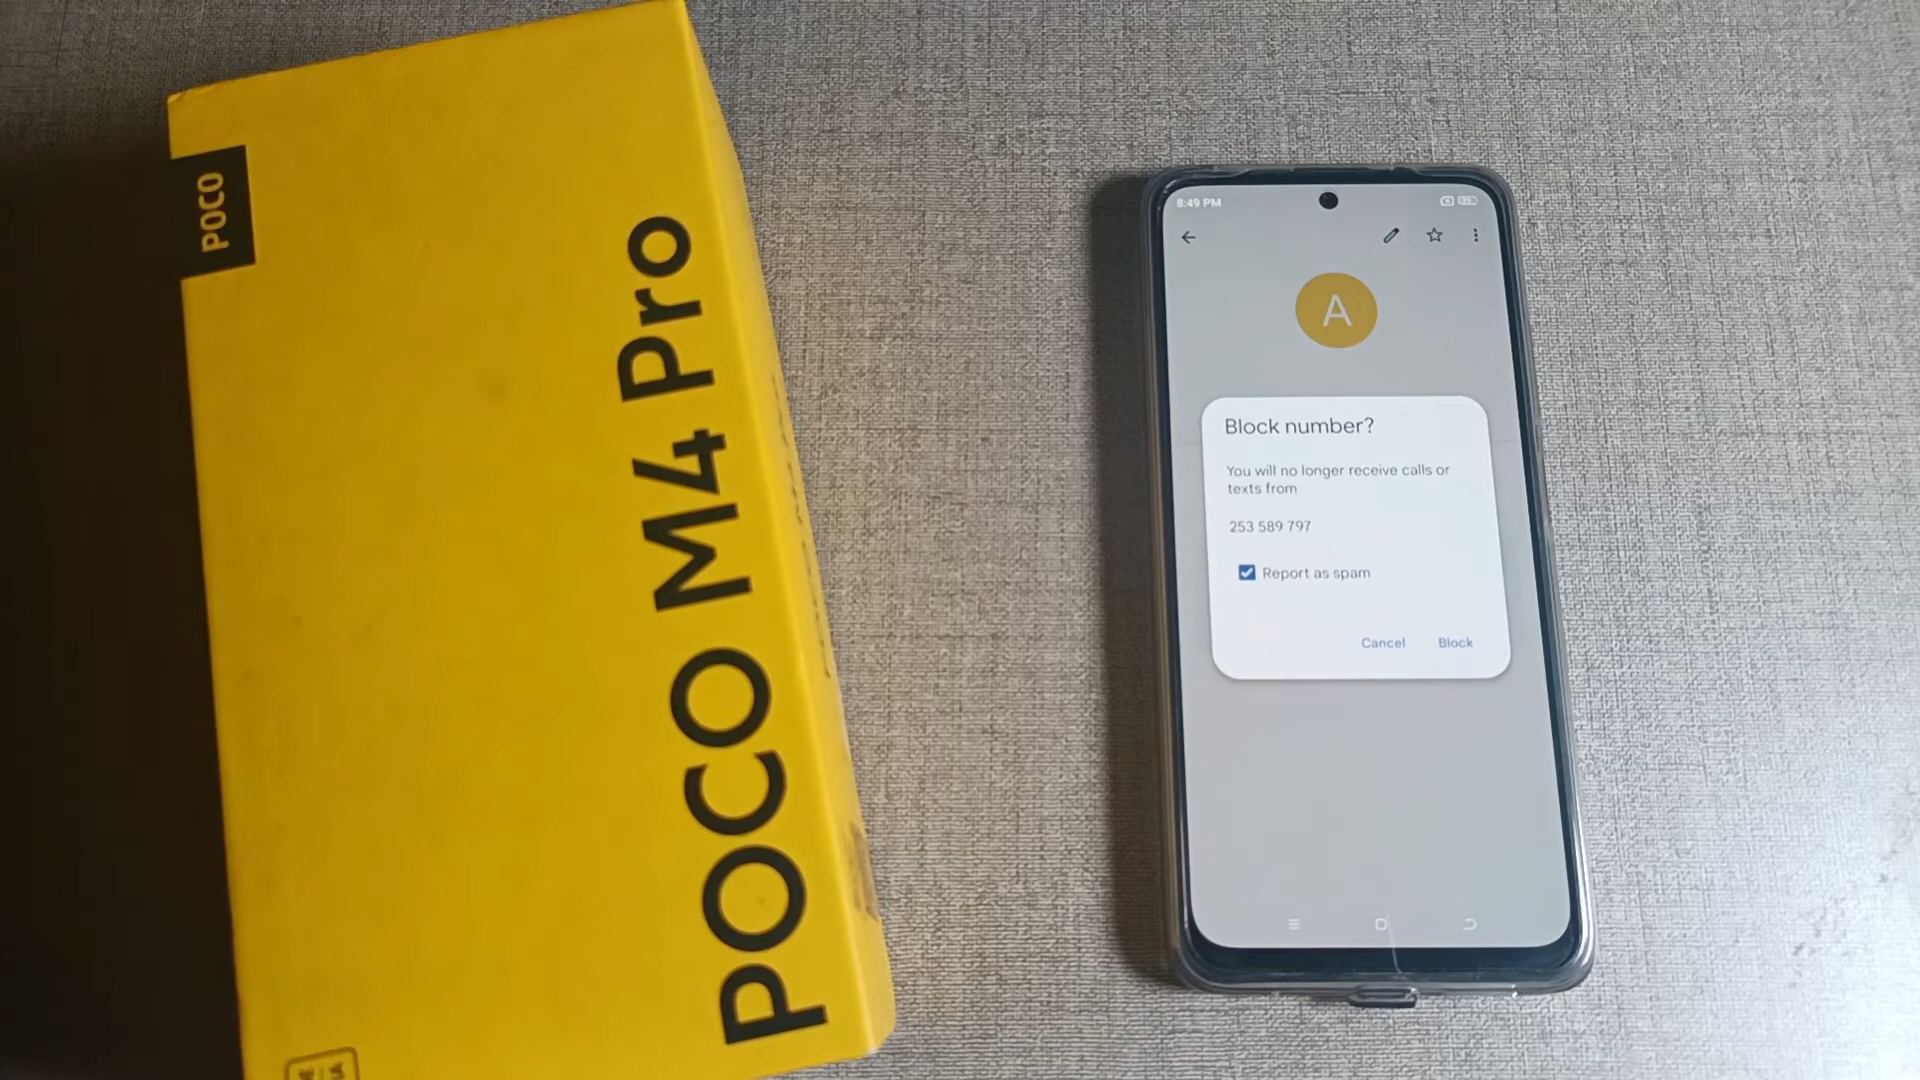 POCO
POCO M4 Pro
8:49 PM
A
Block number?
You will no longer receive calls or
texts from
253 589 797
Report as spam
Cancel Block